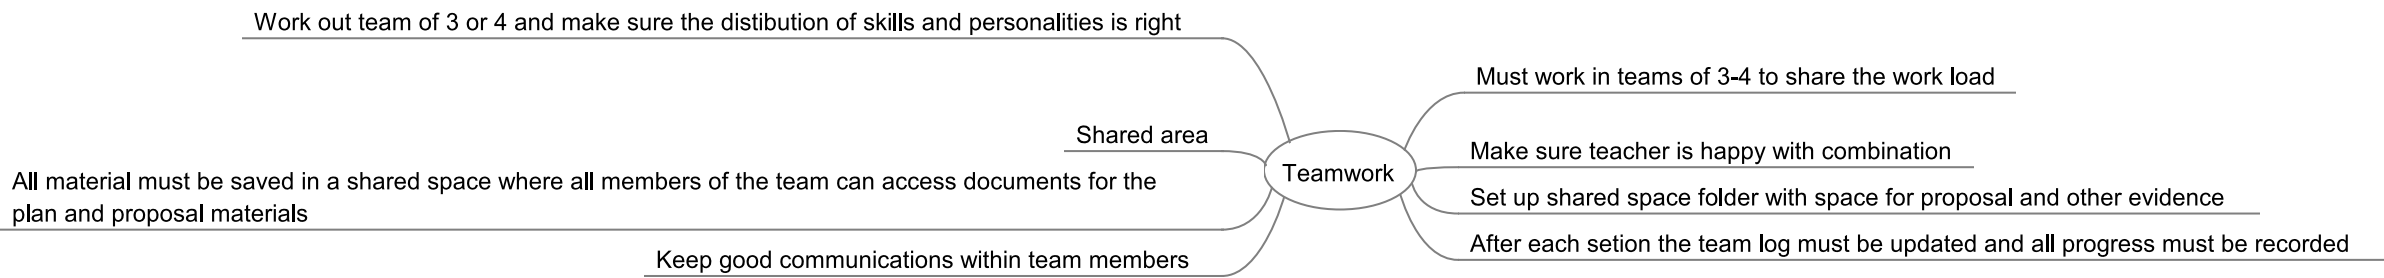 Work out team of 3 or 4 and make sure the distibution of skills and personalities is right
Shared area
All material must be saved in a shared space where all members of the team can access documents for the
plan and proposal materials
Keep good communications within team members
Teamwork
Must work in teams of 3-4 to share the work load
Make sure teacher is happy with combination
Set up shared space folder with space for proposal and other evidence
After each setion the team log must be updated and all progress must be recorded